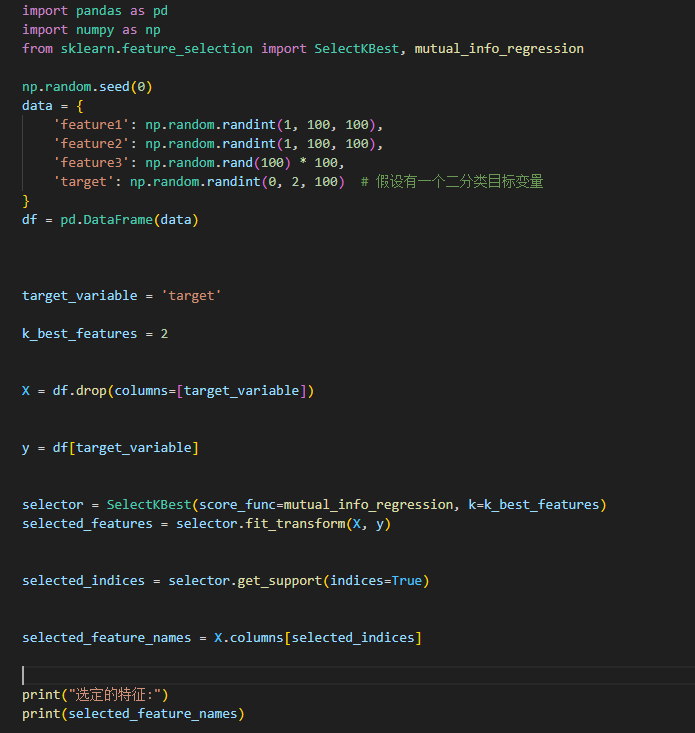 import pandas as pd
import numpy as np
from sklearn.feature_selection import SelectKBest, mutual_info_regression
np.random.seed(0)
data = {
    'feature1': np.random.randint(1, 100, 100),
    'feature2': np.random.randint(1, 100, 100),
    'feature3': np.random.rand(100) * 100,
    'target': np.random.randint(0, 2, 100)  # 假设有一个二分类目标变量
}
df = pd.DataFrame(data)
target_variable = 'target'
k_best_features = 2
X = df.drop(columns=[target_variable])
y = df[target_variable]
selector = SelectKBest(score_func=mutual_info_regression, k=k_best_features)
selected_features = selector.fit_transform(X, y)
selected_indices = selector.get_support(indices=True)
selected_feature_names = X.columns[selected_indices]
print("选定的特征:")
print(selected_feature_names)